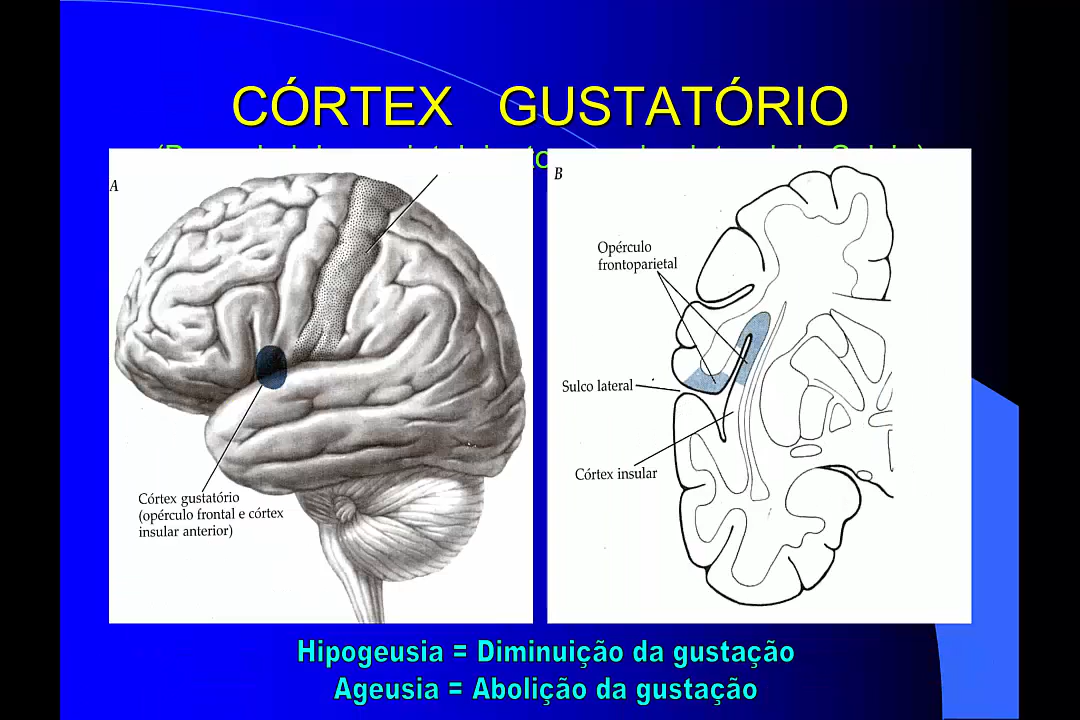 CÓRTEX GUSTATÓRIO
A
B
Opérculo
frontoparietal
Sulco lateral
Córtex insular
Córtex gustatório
(opérculo frontal e córtex
insular anterior)
Hipogeusia = Diminuição da gustação
Ageusia = Abolição da gustação